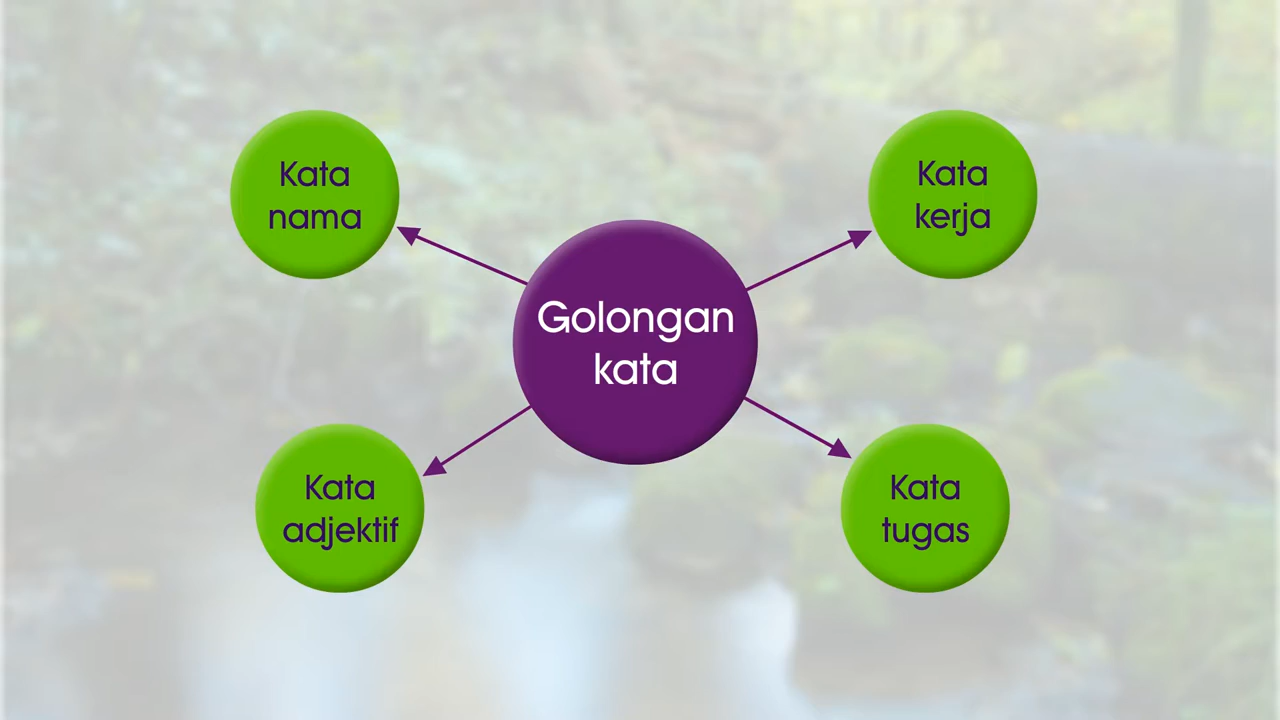 Kata
nama
Kata
kerja
Golongan
kata
Kata
adjektif
Kata
tugas